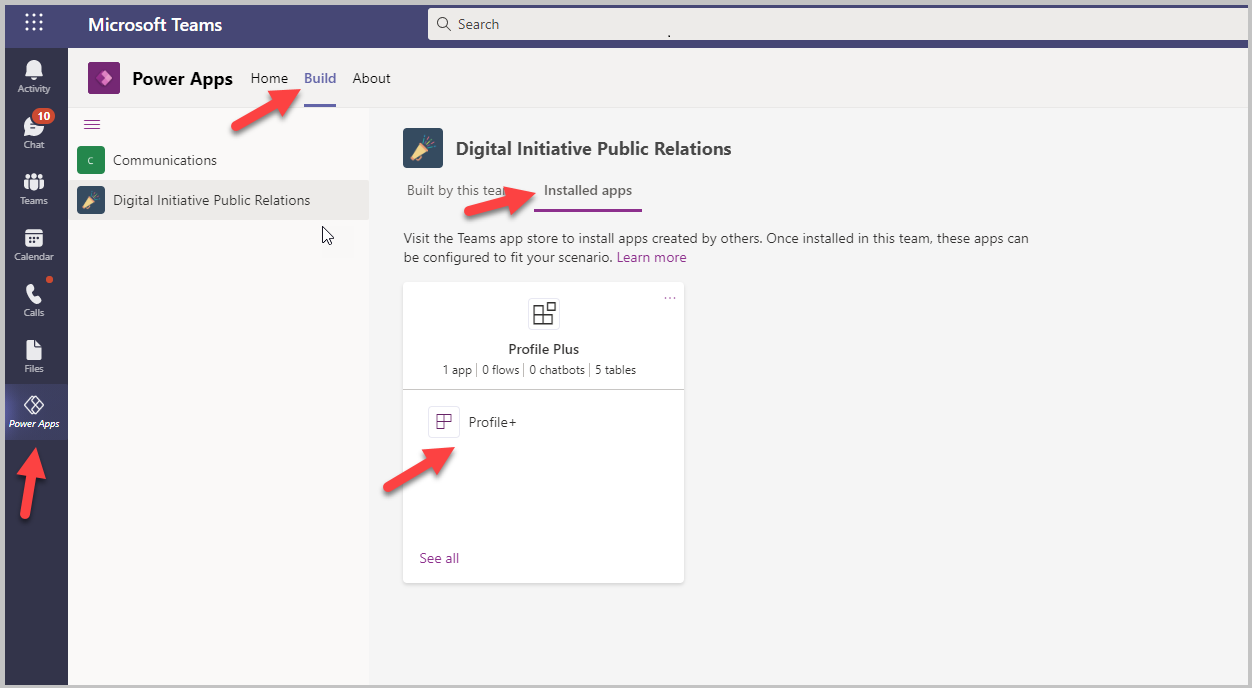 Microsoft Teams
Search
Activity
10
Chat
Teams
Calendar
Calls
Files
Power Apps
Power Apps Home Build About
C Communications
Digital Initiative Public Relations
Digital Initiative Public Relations
Built by this team Installed apps
Visit the Teams app store to install apps created by others. Once installed in this team, these apps can
be configured to fit your scenario. Learn more
...
Profile Plus
1 app | 0 flows | 0 chatbots | 5 tables
Profile+
See all